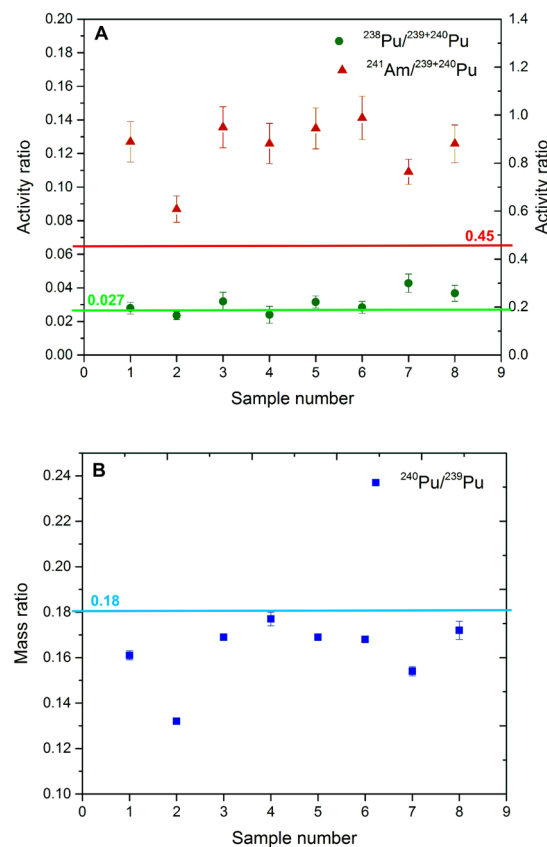 A
²³⁸Pu/²³⁹⁺²⁴⁰Pu
²⁴¹Am/²³⁹⁺²⁴⁰Pu
0.20
0.18
0.16
0.14
0.12
0.10
0.08
0.06
0.04
0.02
0.00
Activity ratio
1.4
1.2
1.0
0.8
0.6
0.4
0.2
0.0
Activity ratio
0.45
0.027
0 1 2 3 4 5 6 7 8 9
Sample number
B
²⁴⁰Pu/²³⁹Pu
0.24
0.22
0.20
0.18
0.16
0.14
0.12
0.10
Mass ratio
0.18
0 1 2 3 4 5 6 7 8 9
Sample number